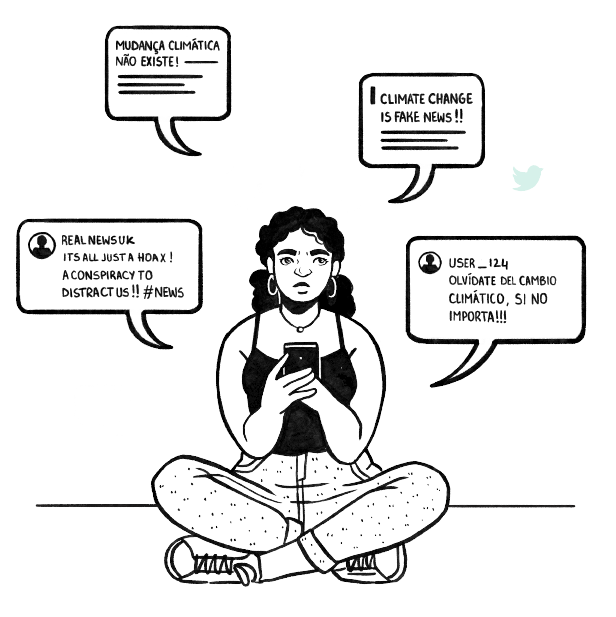 MUDANÇA CLIMÁTICA
NÃO EXISTE!
CLIMATE CHANGE
IS FAKE NEWS!!
REALNEWSUK
ITS ALL JUST A HOAX!
A CONSPIRACY TO
DISTRACT US!! #NEWS
USER_124
OLVÍDATE DEL CAMBIO
CLIMÁTICO, SI NO
IMPORTA!!!